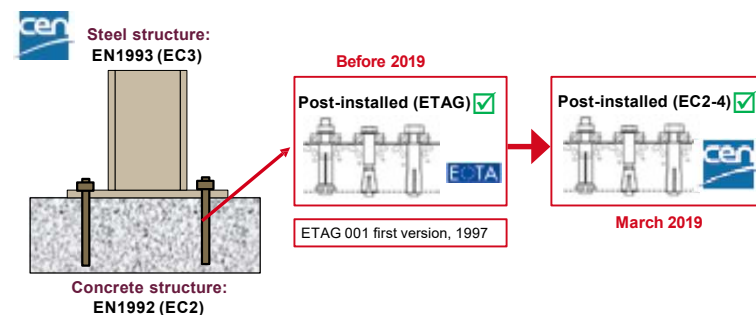 cen
Steel structure:
EN1993 (EC3)
Before 2019
Post-installed (ETAG)
EOTA
ETAG 001 first version, 1997
Post-installed (EC2-4)
cen
March 2019
Concrete structure:
EN1992 (EC2)